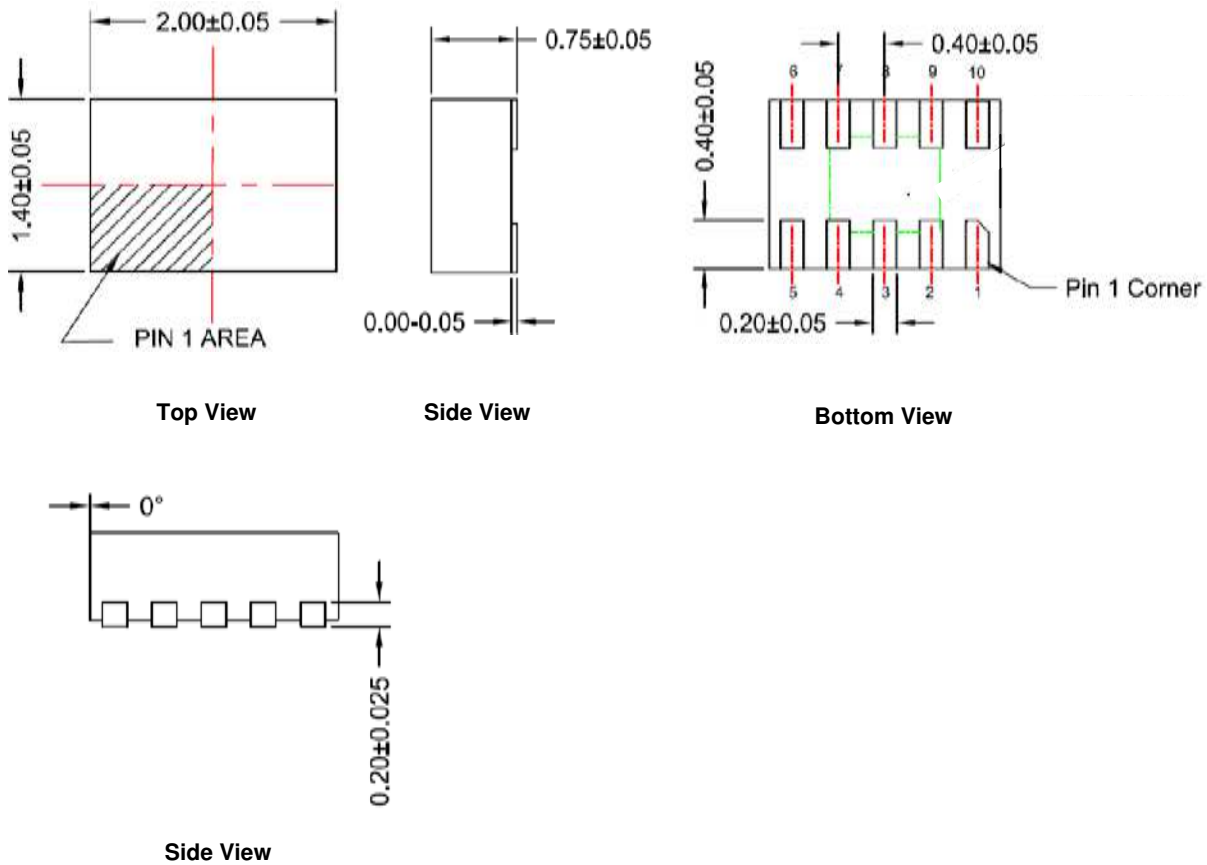 2.00±0.05
1.40±0.05
PIN 1 AREA
Top View
0.75±0.05
0.00-0.05
Side View
0.40±0.05
0.40±0.05
6 7 8 9 10
5 4 3 2 1
0.20±0.05
Pin 1 Corner
Bottom View
0°
0.20±0.025
Side View